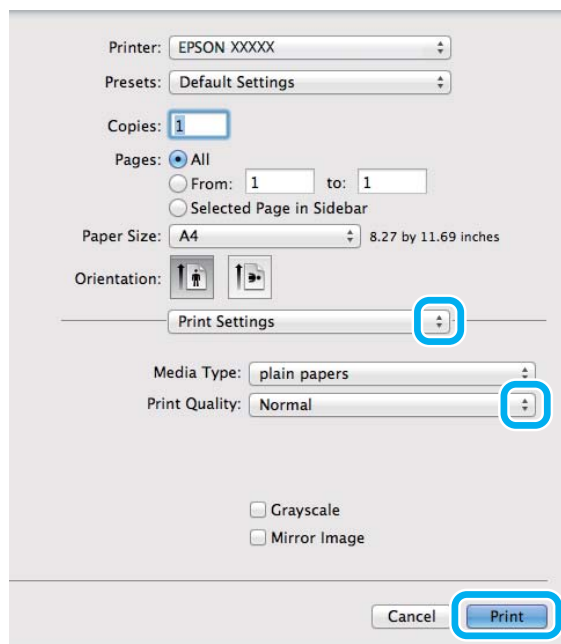 Printer: EPSON XXXXX
Presets: Default Settings
Copies: 1
Pages: All
From: 1 to: 1
Selected Page in Sidebar
Paper Size: A4 8.27 by 11.69 inches
Orientation:
Print Settings
Media Type: plain papers
Print Quality: Normal
Grayscale
Mirror Image
Cancel Print